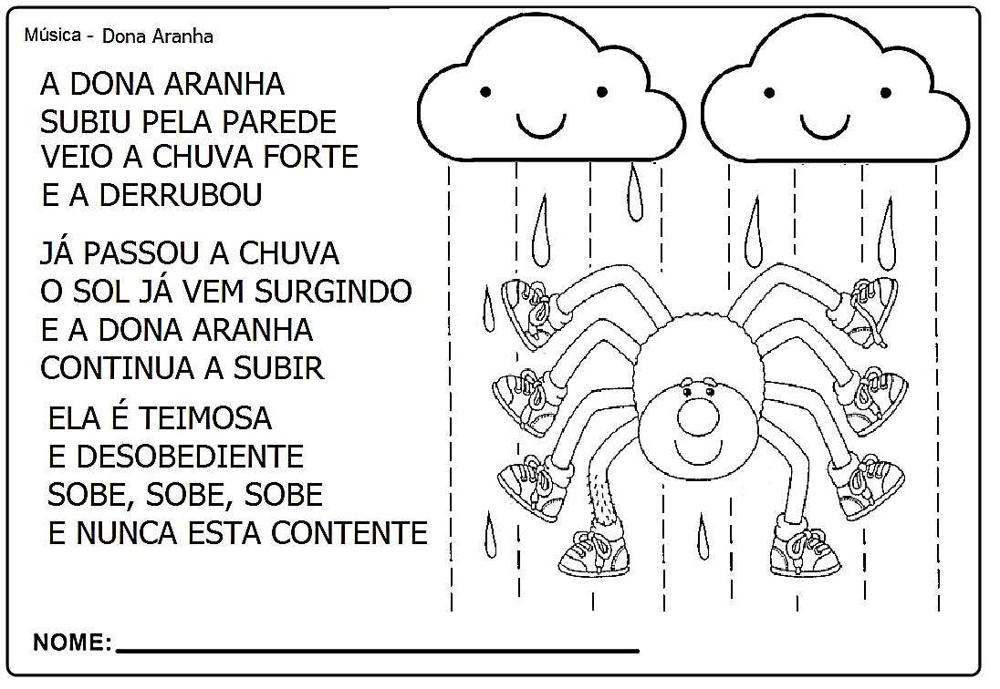 Música - Dona Aranha
A DONA ARANHA
SUBIU PELA PAREDE
VEIO A CHUVA FORTE
E A DERRUBOU
JÁ PASSOU A CHUVA
O SOL JÁ VEM SURGINDO
E A DONA ARANHA
CONTINUA A SUBIR
ELA É TEIMOSA
E DESOBEDIENTE
SOBE, SOBE, SOBE
E NUNCA ESTA CONTENTE
NOME: